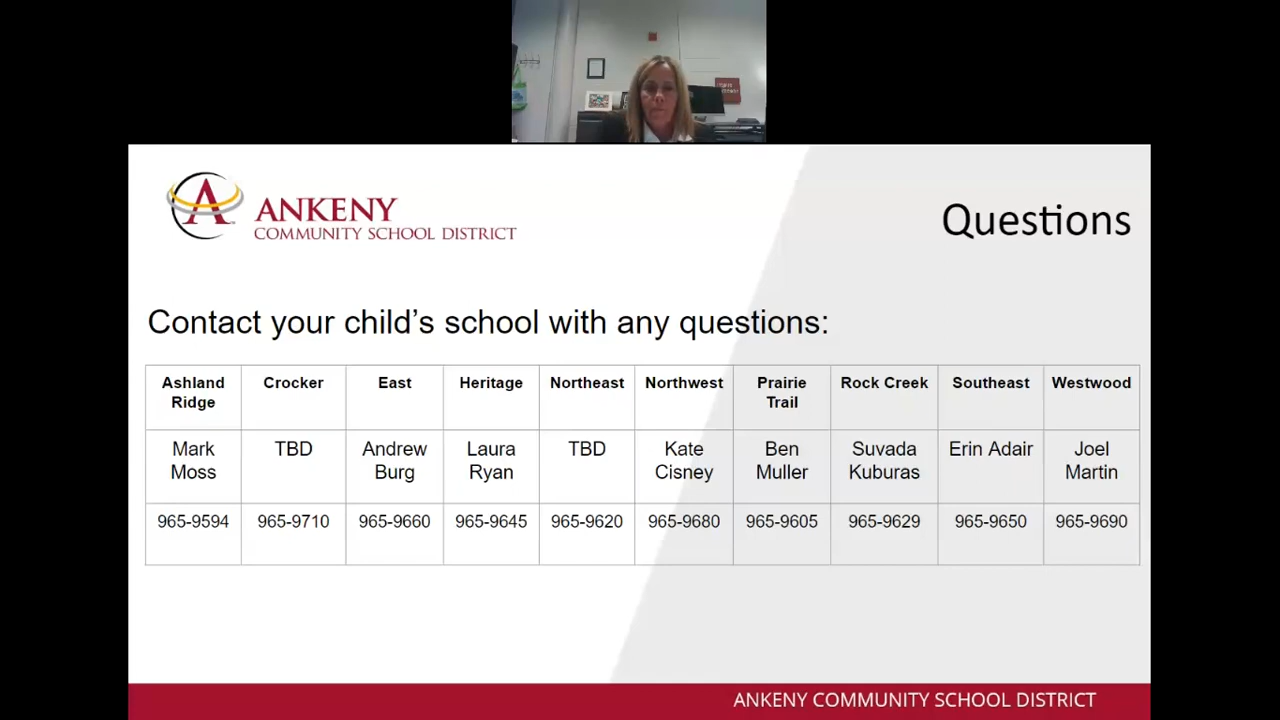 ANKENY
COMMUNITY SCHOOL DISTRICT
Questions
Contact your child's school with any questions:
Ashland Ridge Crocker East Heritage Northeast Northwest Prairie Trail Rock Creek Southeast Westwood
Mark Moss TBD Andrew Burg Laura Ryan TBD Kate Cisney Ben Muller Suvada Kuburas Erin Adair Joel Martin
965-9594 965-9710 965-9660 965-9645 965-9620 965-9680 965-9605 965-9629 965-9650 965-9690
ANKENY COMMUNITY SCHOOL DISTRICT